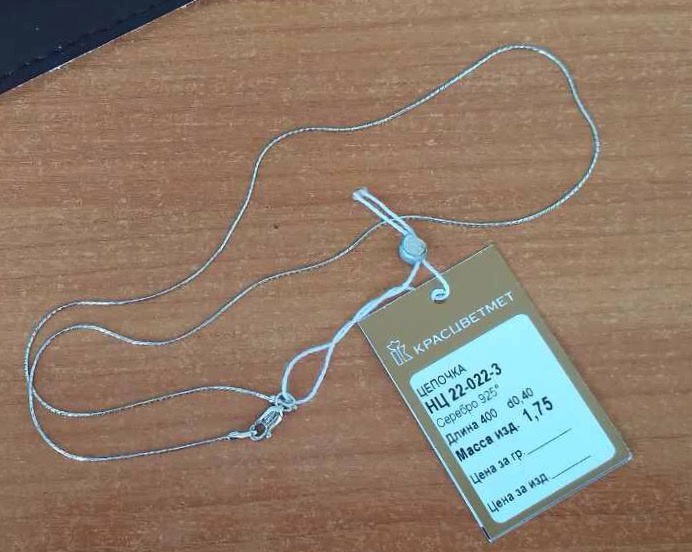 КРАСЦВЕТМЕТ
ЦЕПОЧКА
НЦ 22-022-3
Серебро 925°
Длина 400 d0,40
Масса изд. 1,75
Цена за гр.
Цена за изд